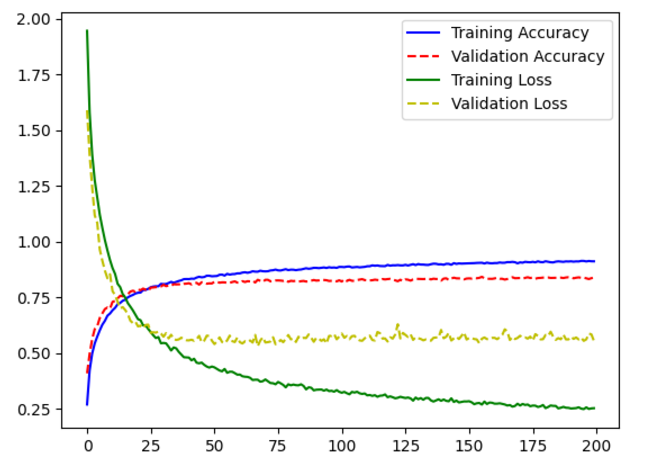 2.00
1.75
1.50
1.25
1.00
0.75
0.50
0.25
Training Accuracy
Validation Accuracy
Training Loss
Validation Loss
0 25 50 75 100 125 150 175 200